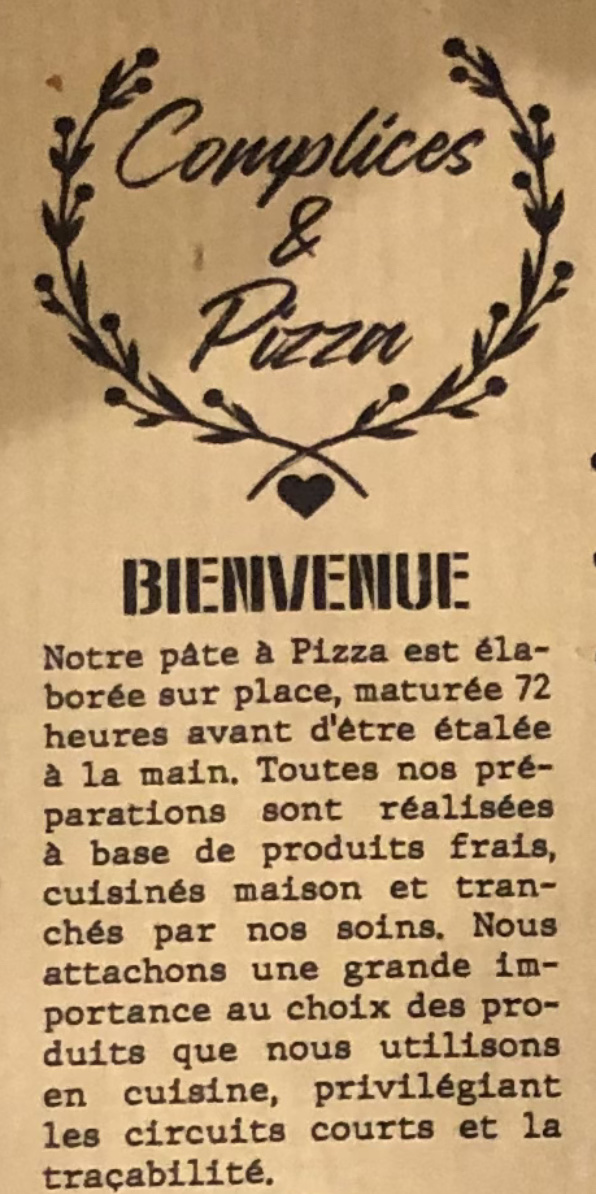 Complices
&
Pizza
BIENVENUE
Notre pâte à Pizza est éla-
borée sur place, maturée 72
heures avant d'être étalée
à la main. Toutes nos pré-
parations sont réalisées
à base de produits frais,
cuisinés maison et tran-
chés par nos soins. Nous
attachons une grande im-
portance au choix des pro-
duits que nous utilisons
en cuisine, privilégiant
les circuits courts et la
traçabilité.